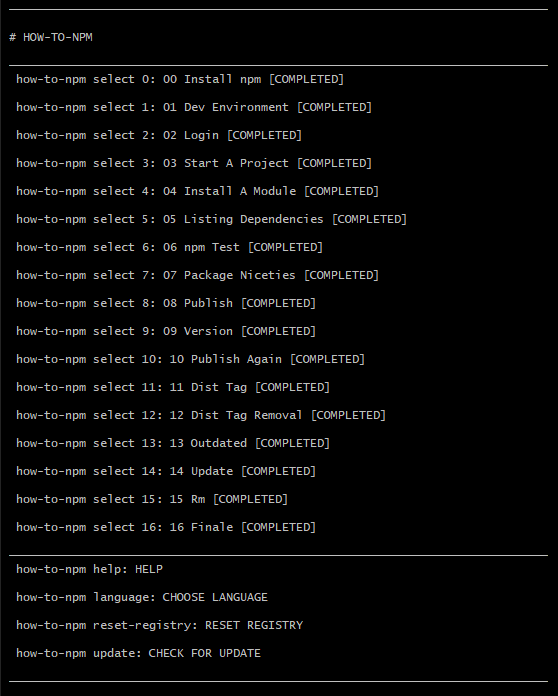 # HOW-TO-NPM
how-to-npm select 0: 00 Install npm [COMPLETED]
how-to-npm select 1: 01 Dev Environment [COMPLETED]
how-to-npm select 2: 02 Login [COMPLETED]
how-to-npm select 3: 03 Start A Project [COMPLETED]
how-to-npm select 4: 04 Install A Module [COMPLETED]
how-to-npm select 5: 05 Listing Dependencies [COMPLETED]
how-to-npm select 6: 06 npm Test [COMPLETED]
how-to-npm select 7: 07 Package Niceties [COMPLETED]
how-to-npm select 8: 08 Publish [COMPLETED]
how-to-npm select 9: 09 Version [COMPLETED]
how-to-npm select 10: 10 Publish Again [COMPLETED]
how-to-npm select 11: 11 Dist Tag [COMPLETED]
how-to-npm select 12: 12 Dist Tag Removal [COMPLETED]
how-to-npm select 13: 13 Outdated [COMPLETED]
how-to-npm select 14: 14 Update [COMPLETED]
how-to-npm select 15: 15 Rm [COMPLETED]
how-to-npm select 16: 16 Finale [COMPLETED]
how-to-npm help: HELP
how-to-npm language: CHOOSE LANGUAGE
how-to-npm reset-registry: RESET REGISTRY
how-to-npm update: CHECK FOR UPDATE